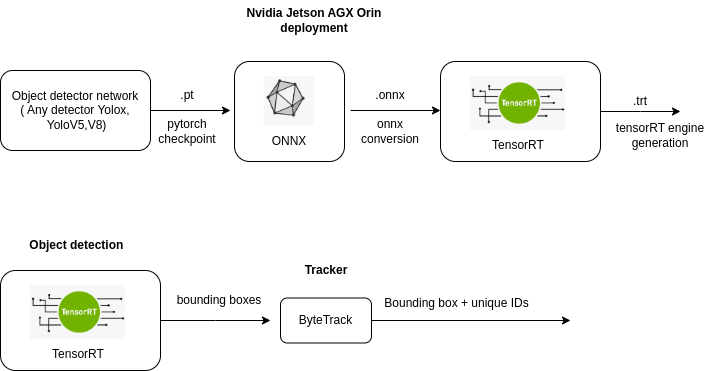 Nvidia Jetson AGX Orin
deployment
Object detector network
( Any detector Yolox,
YoloV5,V8)
.pt
pytorch
checkpoint
ONNX
.onnx
onnx
conversion
TensorRT
TensorRT
.trt
tensorRT engine
generation
Object detection
TensorRT
TensorRT
bounding boxes
Tracker
ByteTrack
Bounding box + unique IDs